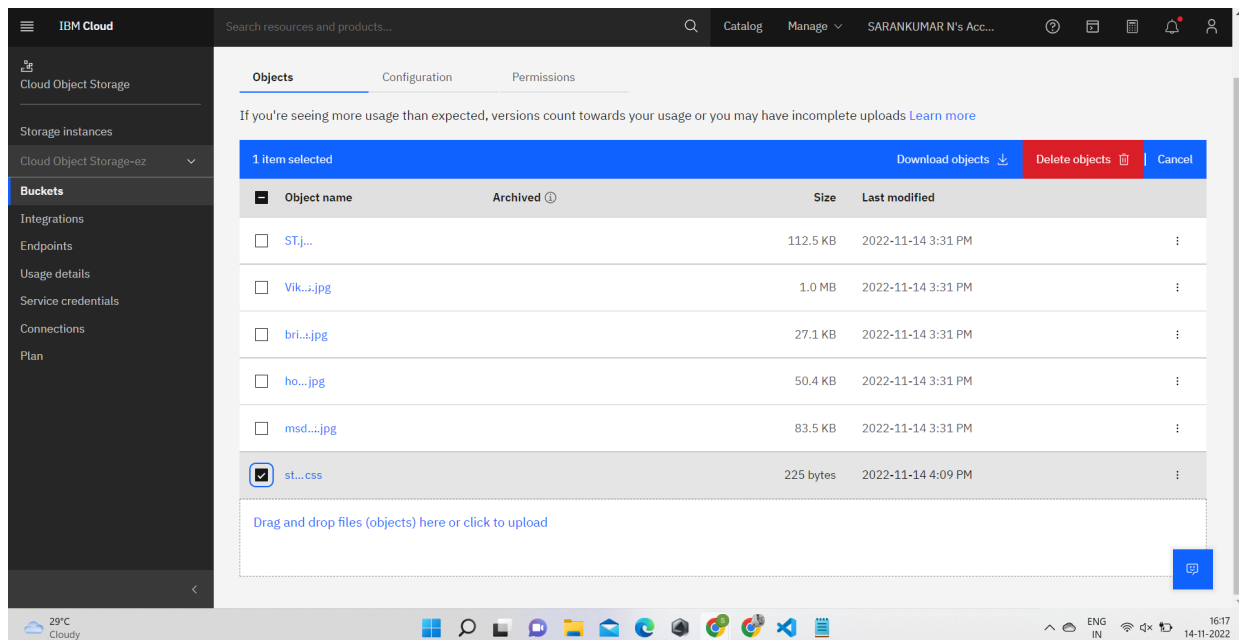 IBM Cloud
Search resources and products...
Catalog
Manage
SARANKUMAR N's Acc...
Cloud Object Storage
Storage instances
Cloud Object Storage-ez
Buckets
Integrations
Endpoints
Usage details
Service credentials
Connections
Plan
Objects
Configuration
Permissions
If you're seeing more usage than expected, versions count towards your usage or you may have incomplete uploads Learn more
1 item selected
Download objects
Delete objects
Cancel
Object name Archived Size Last modified
ST.j... 112.5 KB 2022-11-14 3:31 PM
Vik...jpg 1.0 MB 2022-11-14 3:31 PM
bri...jpg 27.1 KB 2022-11-14 3:31 PM
ho...jpg 50.4 KB 2022-11-14 3:31 PM
msd...jpg 83.5 KB 2022-11-14 3:31 PM
st...css 225 bytes 2022-11-14 4:09 PM
Drag and drop files (objects) here or click to upload
29°C
Cloudy
ENG
IN
16:17
14-11-2022